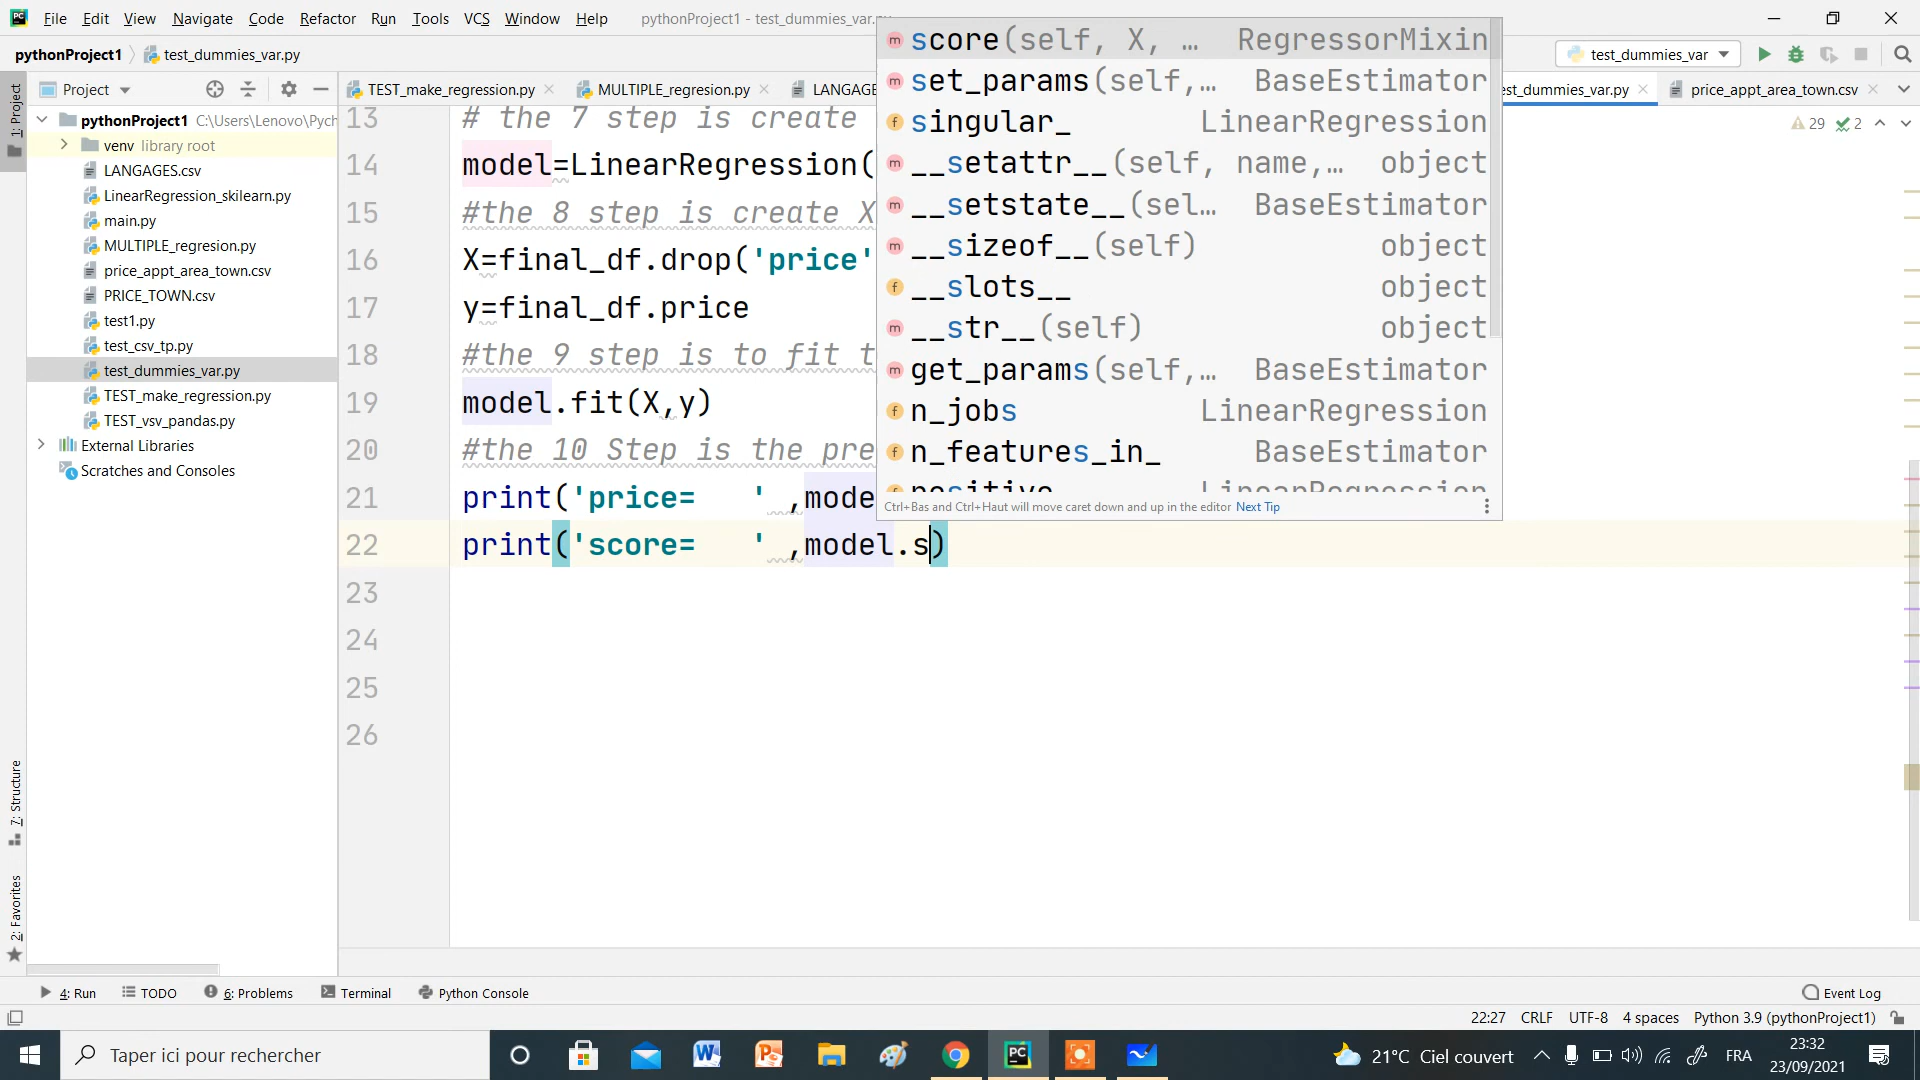 File Edit View Navigate Code Refactor Run Tools VCS Window Help pythonProject1 - test_dummies_var.py
pythonProject1 test_dummies_var.py
test_dummies_var
1: Project
Project
TEST_make_regression.py
MULTIPLE_regresion.py
LANGAGE
est_dummies_var.py
price_appt_area_town.csv
29 2
pythonProject1 C:\Users\Lenovo\Pych
venv library root
LANGAGES.csv
LinearRegression_skilearn.py
main.py
MULTIPLE_regresion.py
price_appt_area_town.csv
PRICE_TOWN.csv
test1.py
test_csv_tp.py
test_dummies_var.py
TEST_make_regression.py
TEST_vsv_pandas.py
External Libraries
Scratches and Consoles
7: Structure
2: Favorites
13 # the 7 step is create
14 model=LinearRegression(
15 #the 8 step is create X
16 X=final_df.drop('price'
17 y=final_df.price
18 #the 9 step is to fit t
19 model.fit(X,y)
20 #the 10 Step is the pre
21 print('price=   ' ,mode
22 print('score=   ' ,model.s)
23
24
25
26
m score(self, X, … RegressorMixin
m set_params(self,… BaseEstimator
f singular_ LinearRegression
m __setattr__(self, name,… object
m __setstate__(sel… BaseEstimator
m __sizeof__(self) object
f __slots__ object
m __str__(self) object
m get_params(self,… BaseEstimator
f n_jobs LinearRegression
f n_features_in_ BaseEstimator
positive LinearRegression
Ctrl+Bas and Ctrl+Haut will move caret down and up in the editor Next Tip
4: Run TODO 6: Problems Terminal Python Console Event Log
22:27 CRLF UTF-8 4 spaces Python 3.9 (pythonProject1)
Taper ici pour rechercher
21°C Ciel couvert
FRA
23:32
23/09/2021